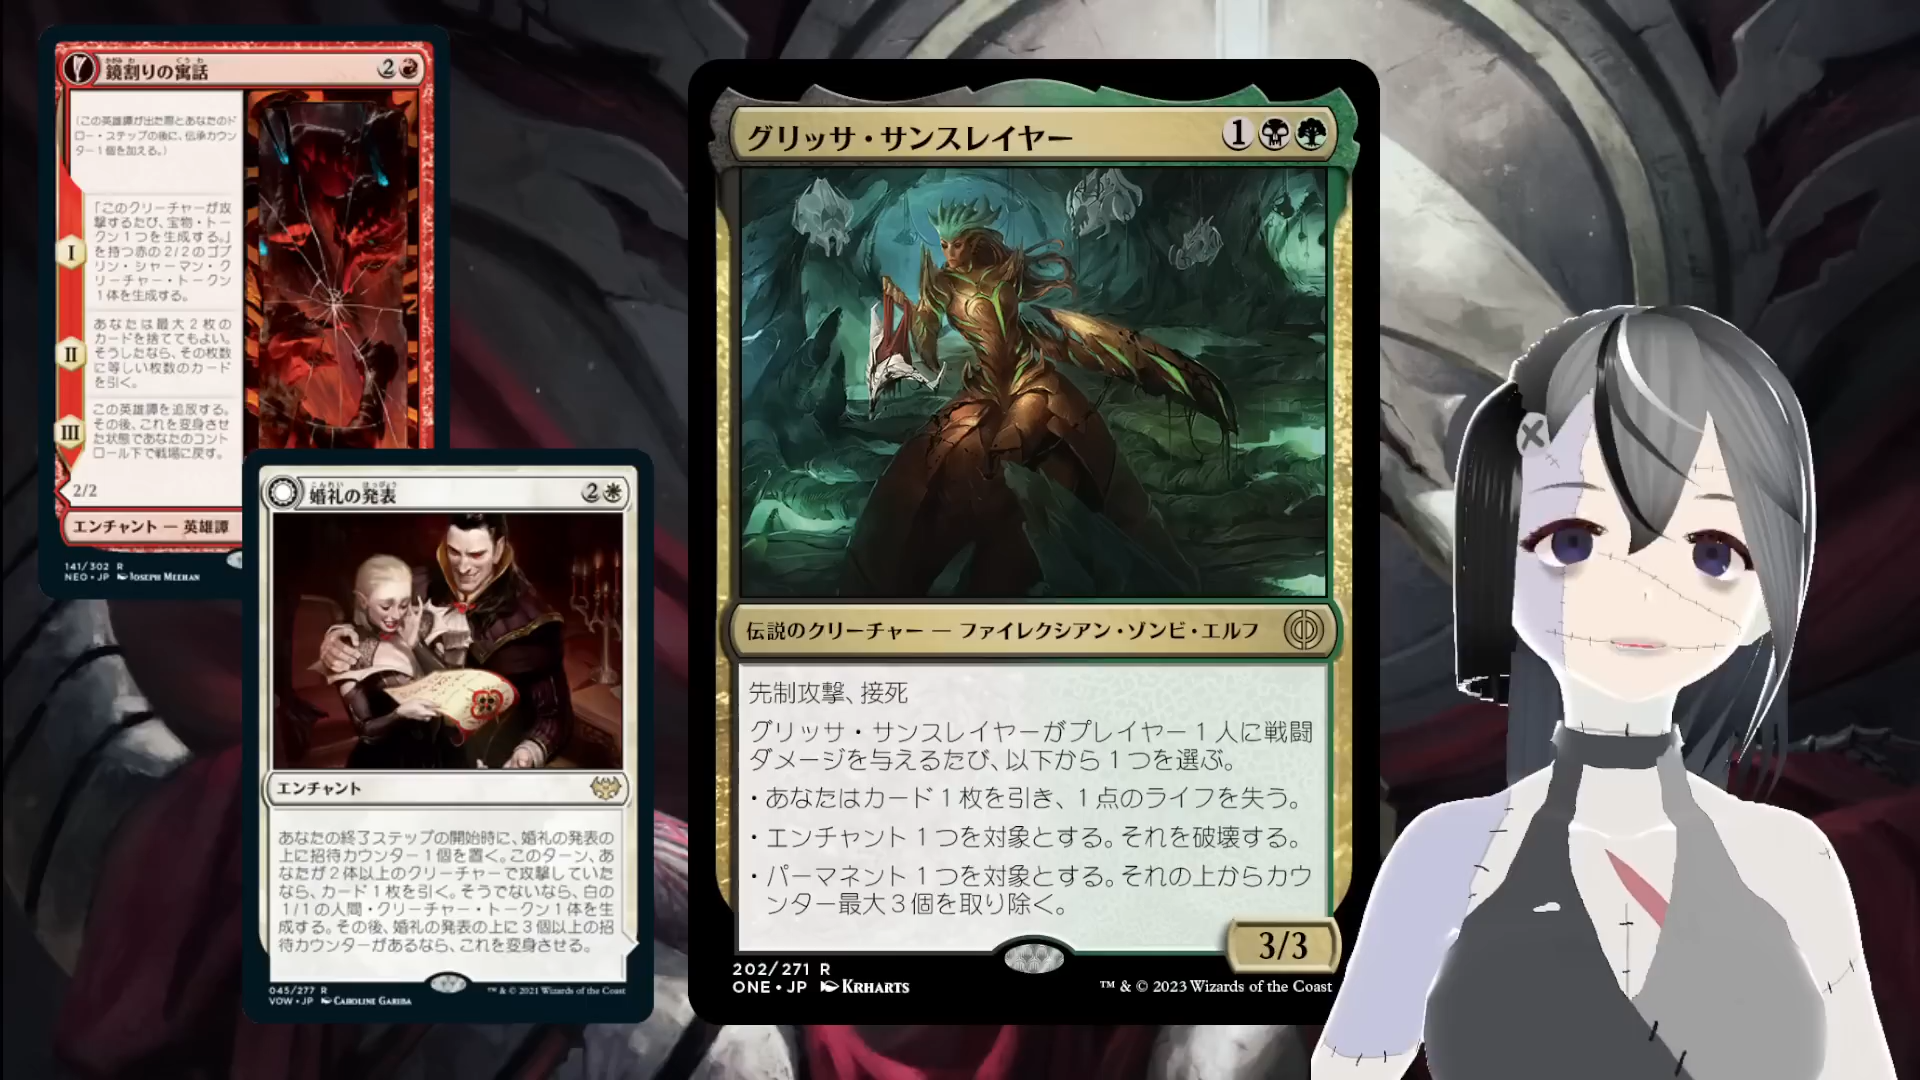 鏡割りの寓話
2
(この英雄譚が出た際とあなたのド
ロー・ステップの後に、伝承カウン
ター1個を加える。)
I
「このクリーチャーが攻
撃するたび、宝物・トー
クン1つを生成する。」
を持つ赤の2/2のゴブ
リン・シャーマン・ク
リーチャー・トークン
1体を生成する。
II
あなたは最大2枚の
カードを捨ててもよい。
そうしたなら、その枚数
に等しい枚数のカード
を引く。
III
この英雄譚を追放する。
その後、これを変身させ
た状態であなたのコント
ロール下で戦場に戻す。
2/2
エンチャント — 英雄譚
141/302 R
NEO • JP Joseph Meehan
こんれい はっぴょう
婚礼の発表
2
エンチャント
あなたの終了ステップの開始時に、婚礼の発表の
上に招待カウンター1個を置く。このターン、あ
なたが2体以上のクリーチャーで攻撃していた
なら、カード1枚を引く。そうでないなら、白の
1/1の人間・クリーチャー・トークン1体を生
成する。その後、婚礼の発表の上に3個以上の招
待カウンターがあるなら、これを変身させる。
045/277 R
VOW • JP Caroline Gariba
™ & © 2021 Wizards of the Coast
グリッサ・サンスレイヤー
1
伝説のクリーチャー — ファイレクシアン・ゾンビ・エルフ
先制攻撃、接死
グリッサ・サンスレイヤーがプレイヤー1人に戦闘
ダメージを与えるたび、以下から1つを選ぶ。
・あなたはカード1枚を引き、1点のライフを失う。
・エンチャント1つを対象とする。それを破壊する。
・パーマネント1つを対象とする。それの上からカウ
ンター最大3個を取り除く。
3/3
202/271 R
ONE • JP Krharts
™ & © 2023 Wizards of the Coast